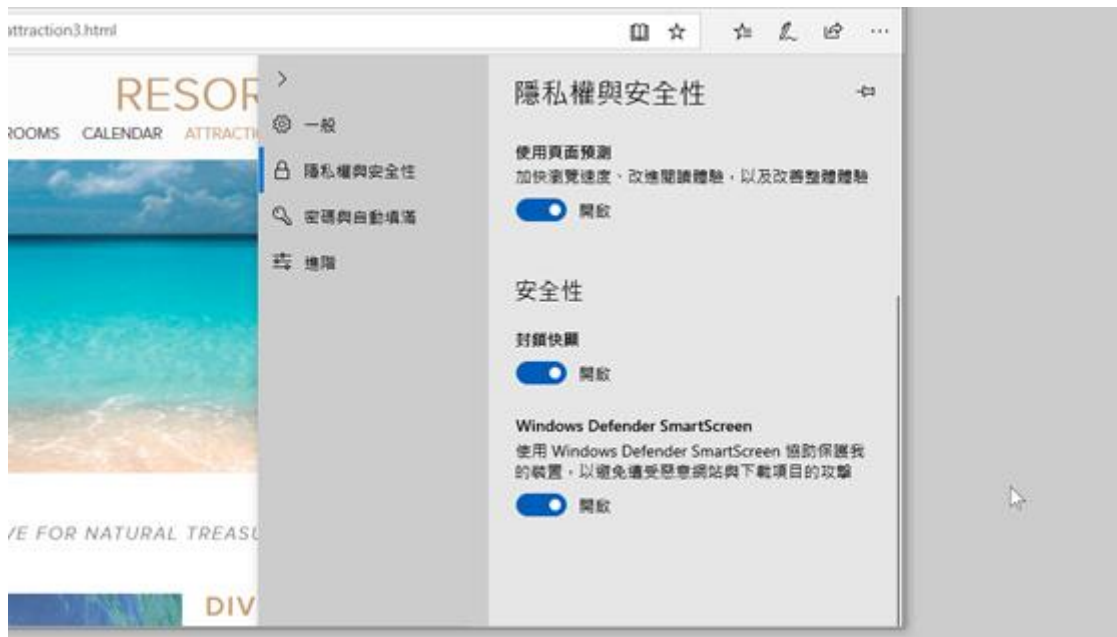 attraction3.html
RESOR
ROOMS CALENDAR ATTRACTI
VE FOR NATURAL TREASU
DIV
一般
隱私權與安全性
密碼與自動填滿
進階
隱私權與安全性
使用頁面預測
加快瀏覽速度、改進閱讀體驗,以及改善整體體驗
開啟
安全性
封鎖快顯
開啟
Windows Defender SmartScreen
使用 Windows Defender SmartScreen 協助保護我
的裝置,以避免遭受惡意網站與下載項目的攻擊
開啟